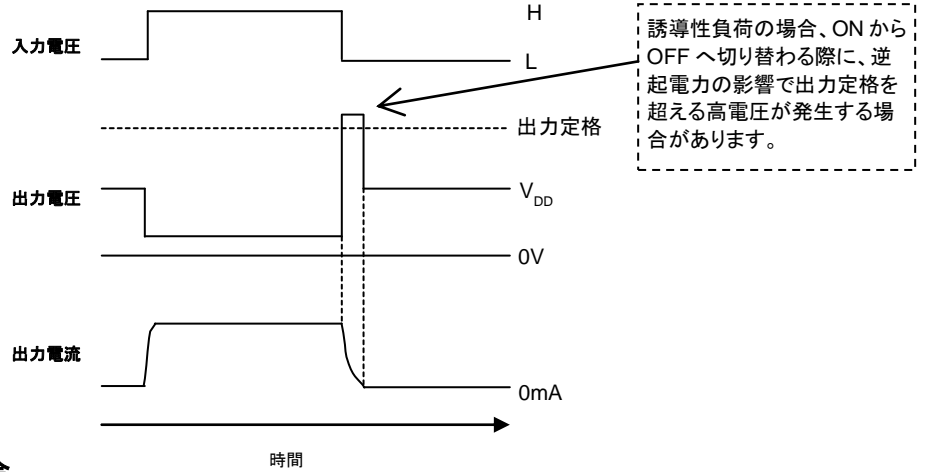 入力電圧
H
L
誘導性負荷の場合、ON から
OFF へ切り替わる際に、逆
起電力の影響で出力定格を
超える高電圧が発生する場
合があります。
出力定格
出力電圧
VDD
0V
出力電流
0mA
時間